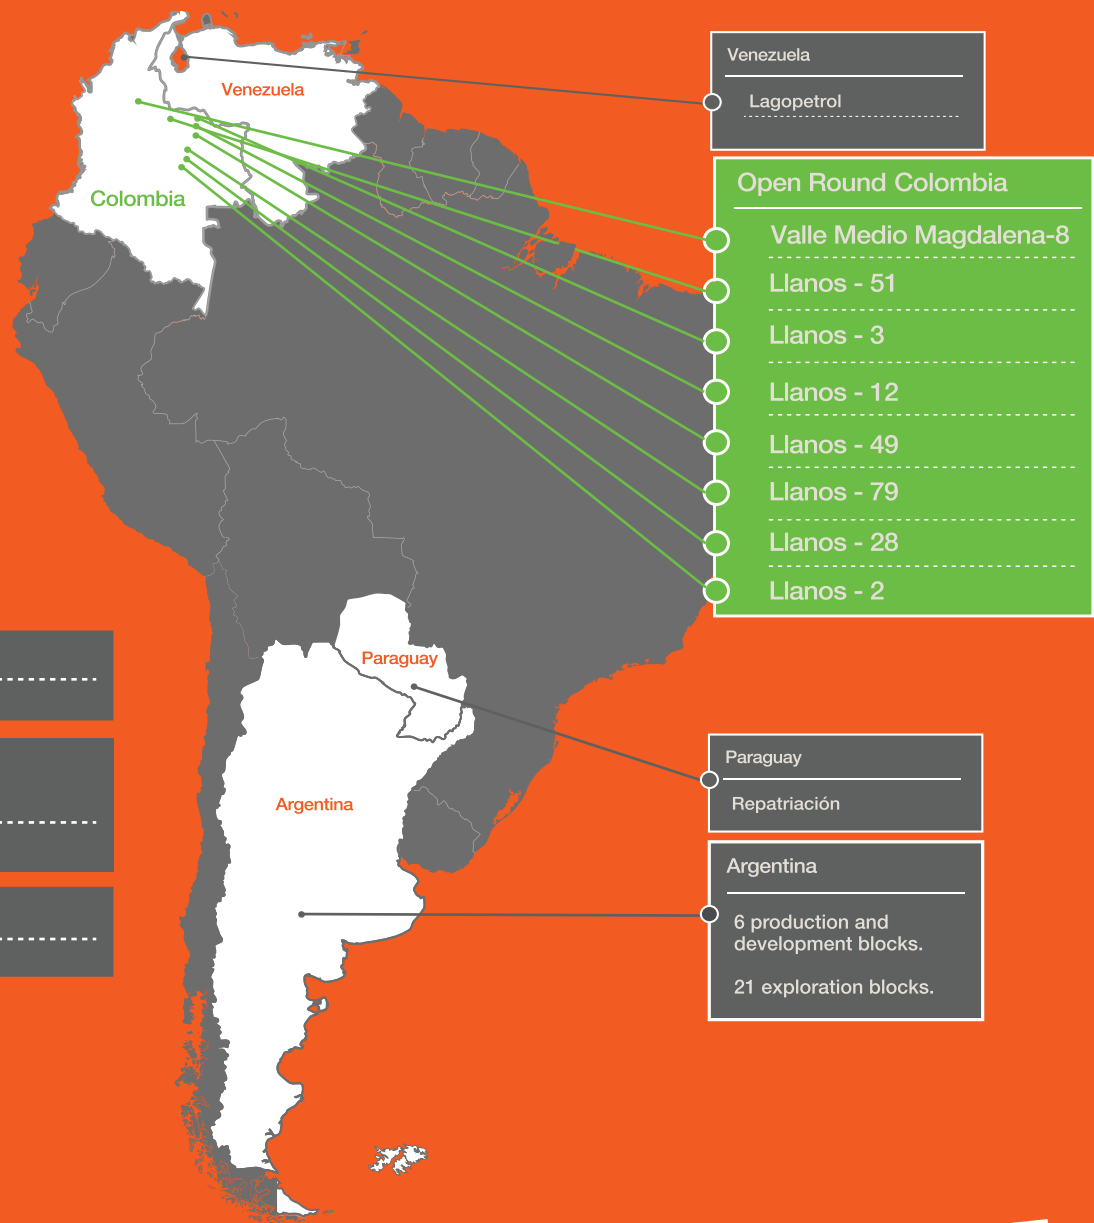 Venezuela
Colombia
Paraguay
Argentina
Venezuela
Lagopetrol
Open Round Colombia
Valle Medio Magdalena-8
Llanos - 51
Llanos - 3
Llanos - 12
Llanos - 49
Llanos - 79
Llanos - 28
Llanos - 2
Paraguay
Repatriación
Argentina
6 production and
development blocks.
21 exploration blocks.